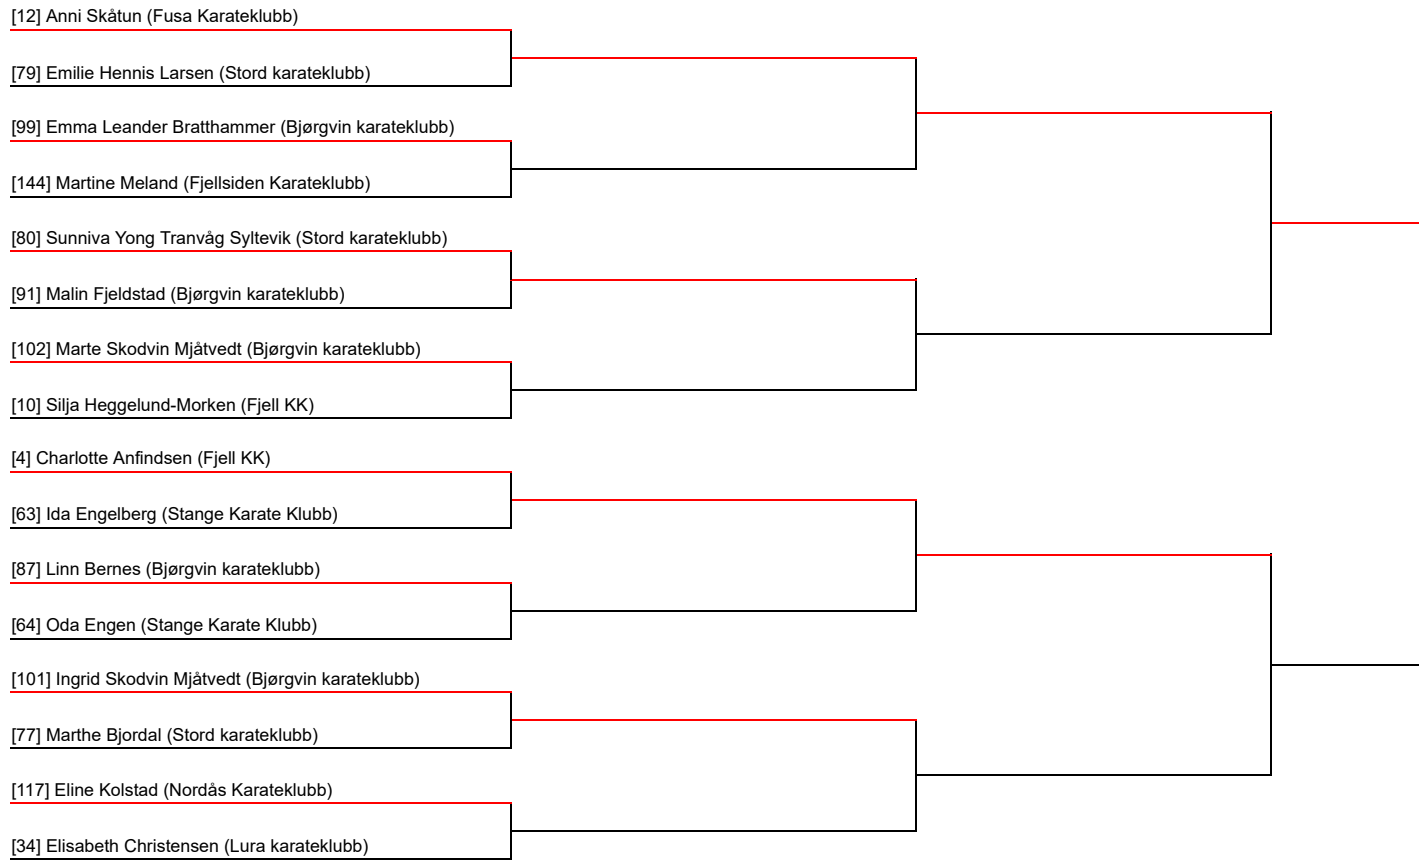 [12] Anni Skåtun (Fusa Karateklubb)
[79] Emilie Hennis Larsen (Stord karateklubb)
[99] Emma Leander Bratthammer (Bjørgvin karateklubb)
[144] Martine Meland (Fjellsiden Karateklubb)
[80] Sunniva Yong Tranvåg Syltevik (Stord karateklubb)
[91] Malin Fjeldstad (Bjørgvin karateklubb)
[102] Marte Skodvin Mjåtvedt (Bjørgvin karateklubb)
[10] Silja Heggelund-Morken (Fjell KK)
[4] Charlotte Anfindsen (Fjell KK)
[63] Ida Engelberg (Stange Karate Klubb)
[87] Linn Bernes (Bjørgvin karateklubb)
[64] Oda Engen (Stange Karate Klubb)
[101] Ingrid Skodvin Mjåtvedt (Bjørgvin karateklubb)
[77] Marthe Bjordal (Stord karateklubb)
[117] Eline Kolstad (Nordås Karateklubb)
[34] Elisabeth Christensen (Lura karateklubb)